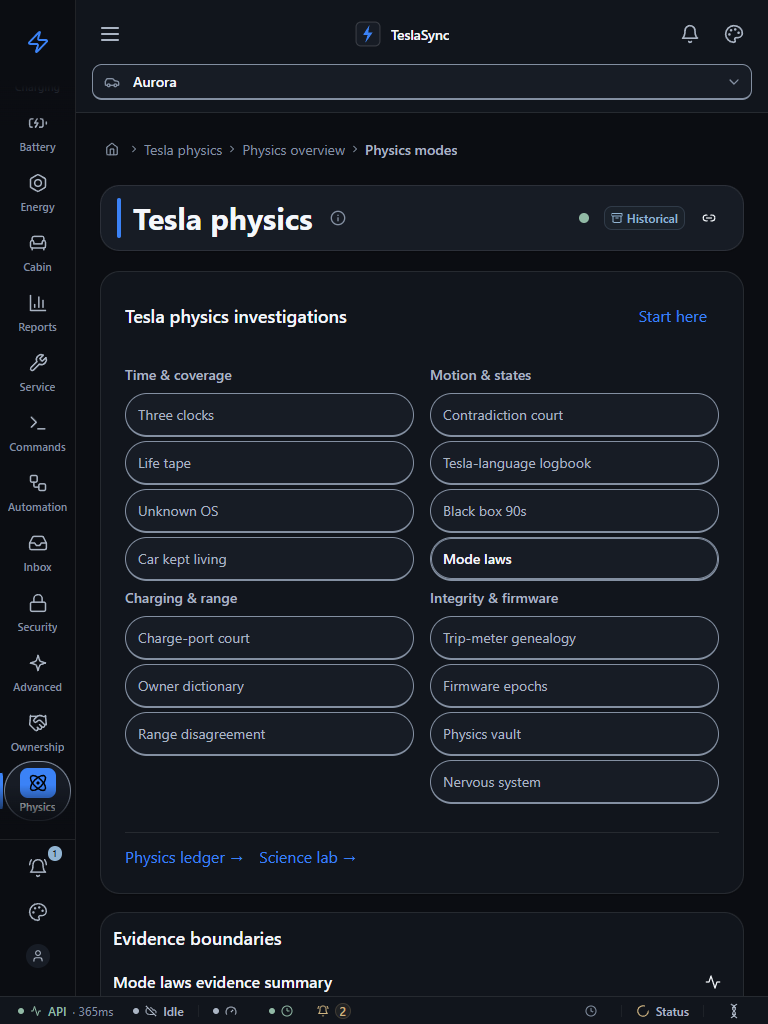 TeslaSync
Aurora
Charging
Battery
Energy
Cabin
Reports
Service
Commands
Automation
Inbox
Security
Advanced
Ownership
Physics
1
Tesla physics > Physics overview > Physics modes
Tesla physics
Historical
Tesla physics investigations
Start here
Time & coverage
Three clocks
Life tape
Unknown OS
Car kept living
Motion & states
Contradiction court
Tesla-language logbook
Black box 90s
Mode laws
Charging & range
Charge-port court
Owner dictionary
Range disagreement
Integrity & firmware
Trip-meter genealogy
Firmware epochs
Physics vault
Nervous system
Physics ledger →
Science lab →
Evidence boundaries
Mode laws evidence summary
API · 365ms
Idle
2
Status